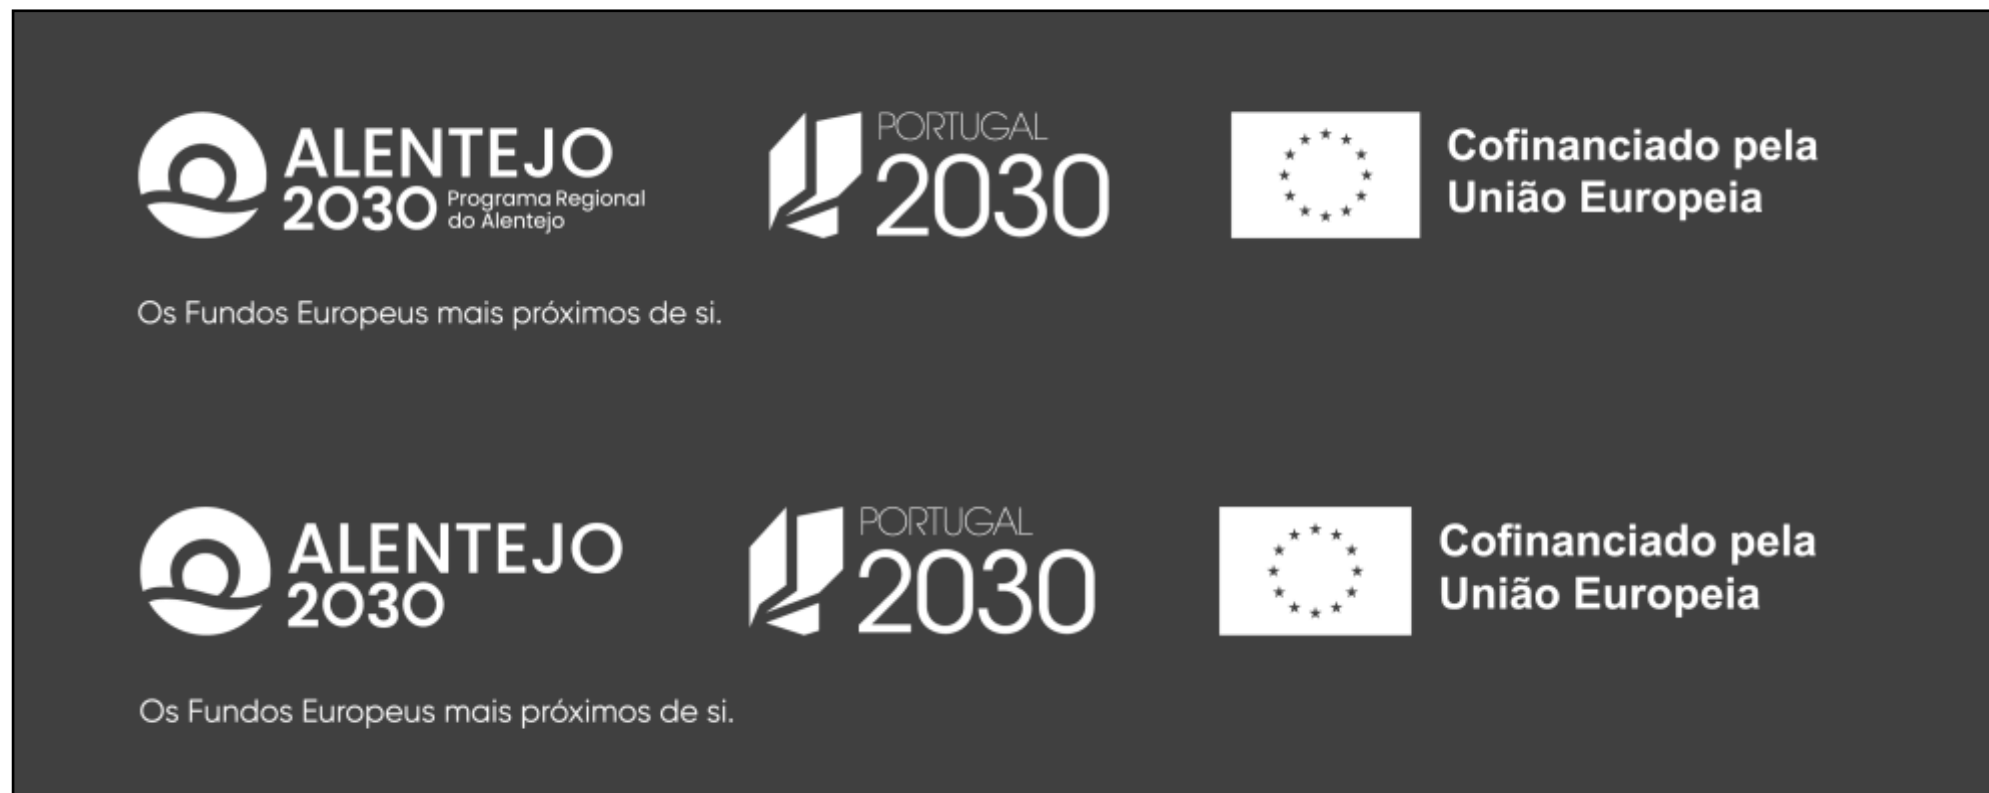 ALENTEJO
2030 Programa Regional
do Alentejo
PORTUGAL
2030
Cofinanciado pela
União Europeia
Os Fundos Europeus mais próximos de si.
ALENTEJO
2030
PORTUGAL
2030
Cofinanciado pela
União Europeia
Os Fundos Europeus mais próximos de si.